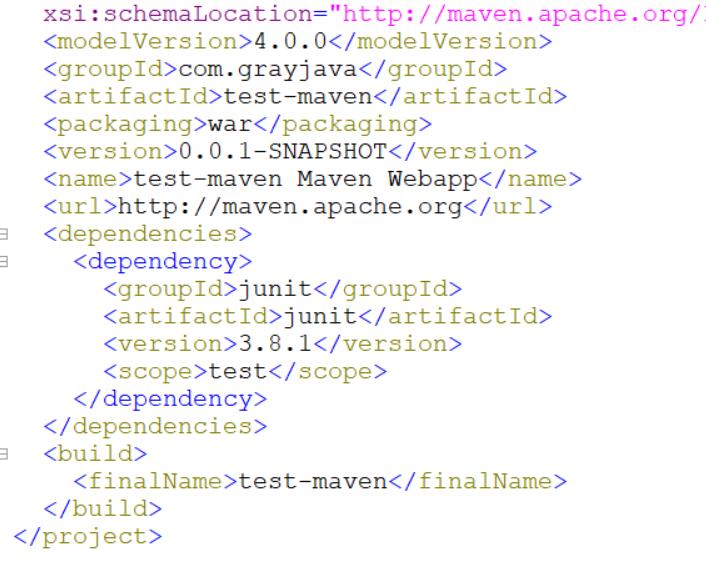 xsi:schemaLocation="http://maven.apache.org/
<modelVersion>4.0.0</modelVersion>
<groupId>com.grayjava</groupId>
<artifactId>test-maven</artifactId>
<packaging>war</packaging>
<version>0.0.1-SNAPSHOT</version>
<name>test-maven Maven Webapp</name>
<url>http://maven.apache.org</url>
<dependencies>
<dependency>
<groupId>junit</groupId>
<artifactId>junit</artifactId>
<version>3.8.1</version>
<scope>test</scope>
</dependency>
</dependencies>
<build>
<finalName>test-maven</finalName>
</build>
</project>